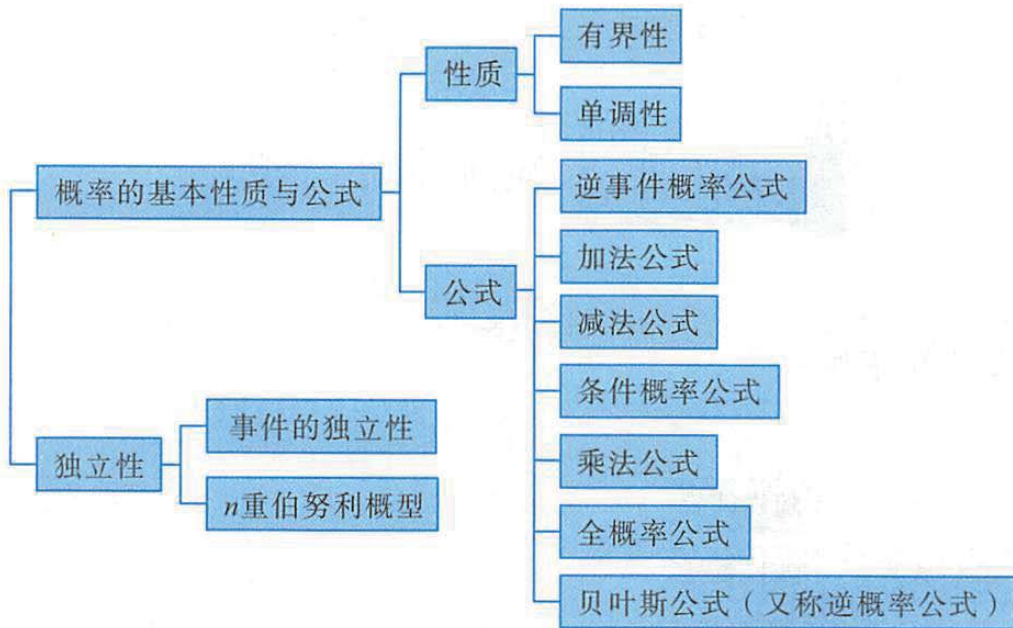 有界性
性质
单调性
概率的基本性质与公式
逆事件概率公式
加法公式
公式
减法公式
条件概率公式
事件的独立性
独立性
乘法公式
n重伯努利概型
全概率公式
贝叶斯公式（又称逆概率公式）